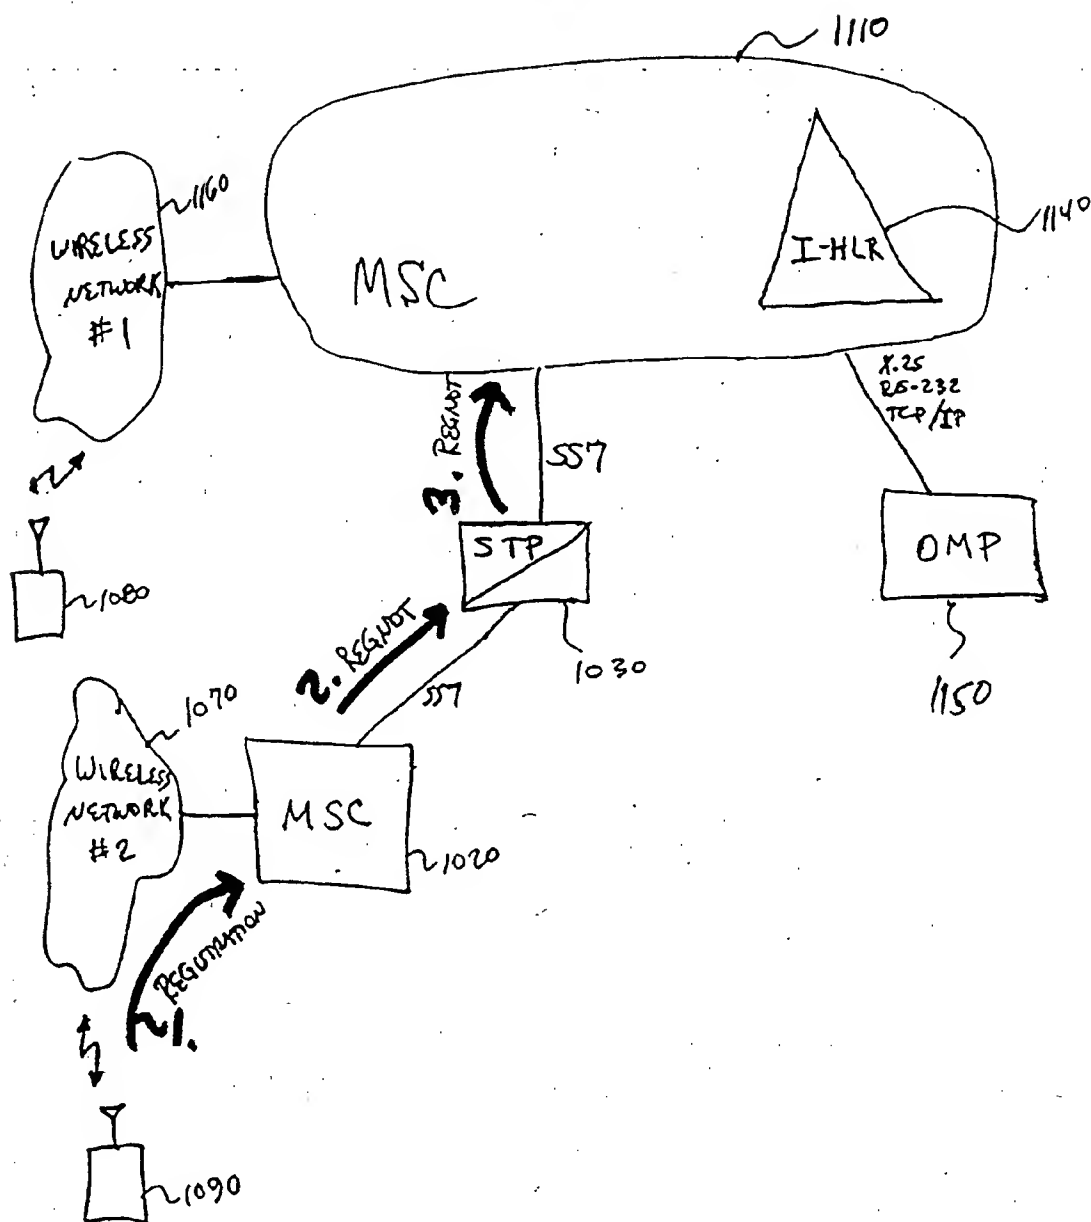 1110
1160
WIRELESS
NETWORK
#1
1140
I-HLR
MSC
X.25
RS-232
TCP/IP
3. REGNOT
SS7
STP
OMP
1080
2. REGNOT
1030
SS7
1150
1070
WIRELESS
NETWORK
#2
MSC
1020
1. REGISTRATION
1090